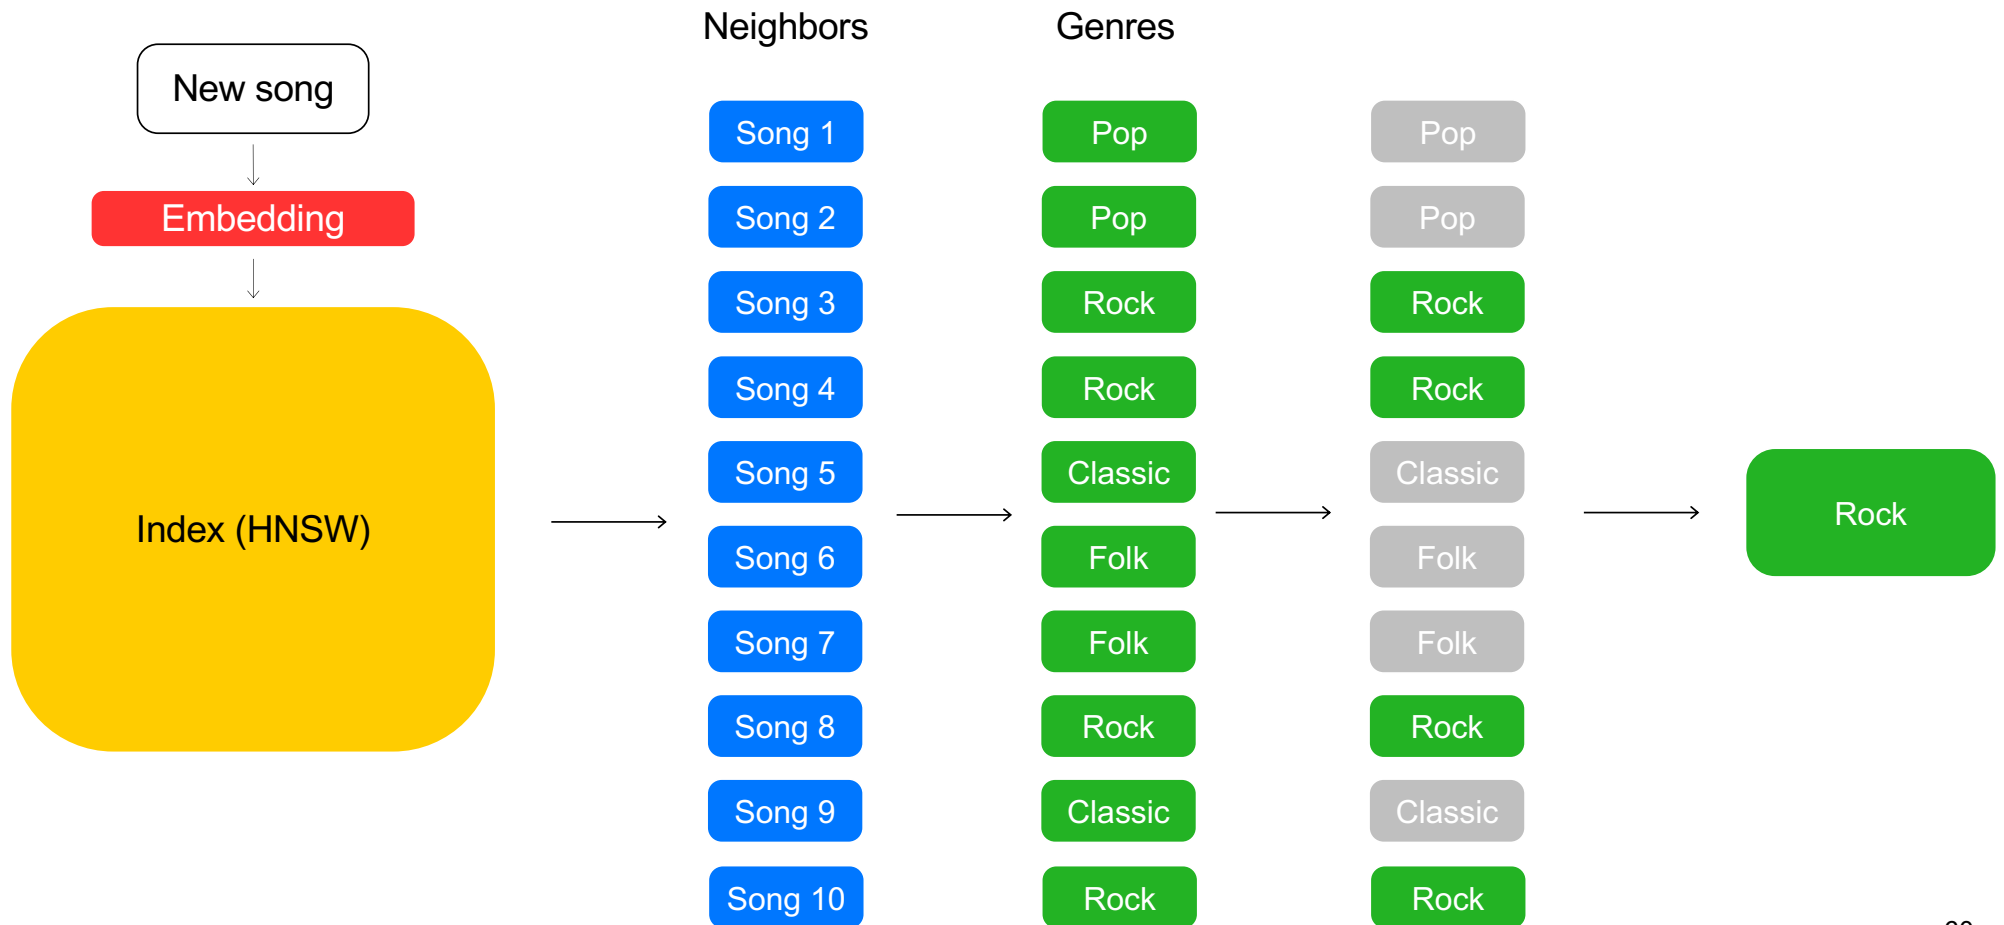 Neighbors
Genres
New song
Embedding
Index (HNSW)
Song 1
Song 2
Song 3
Song 4
Song 5
Song 6
Song 7
Song 8
Song 9
Song 10
Pop
Pop
Rock
Rock
Classic
Folk
Folk
Rock
Classic
Rock
Pop
Pop
Rock
Rock
Classic
Folk
Folk
Rock
Classic
Rock
Rock